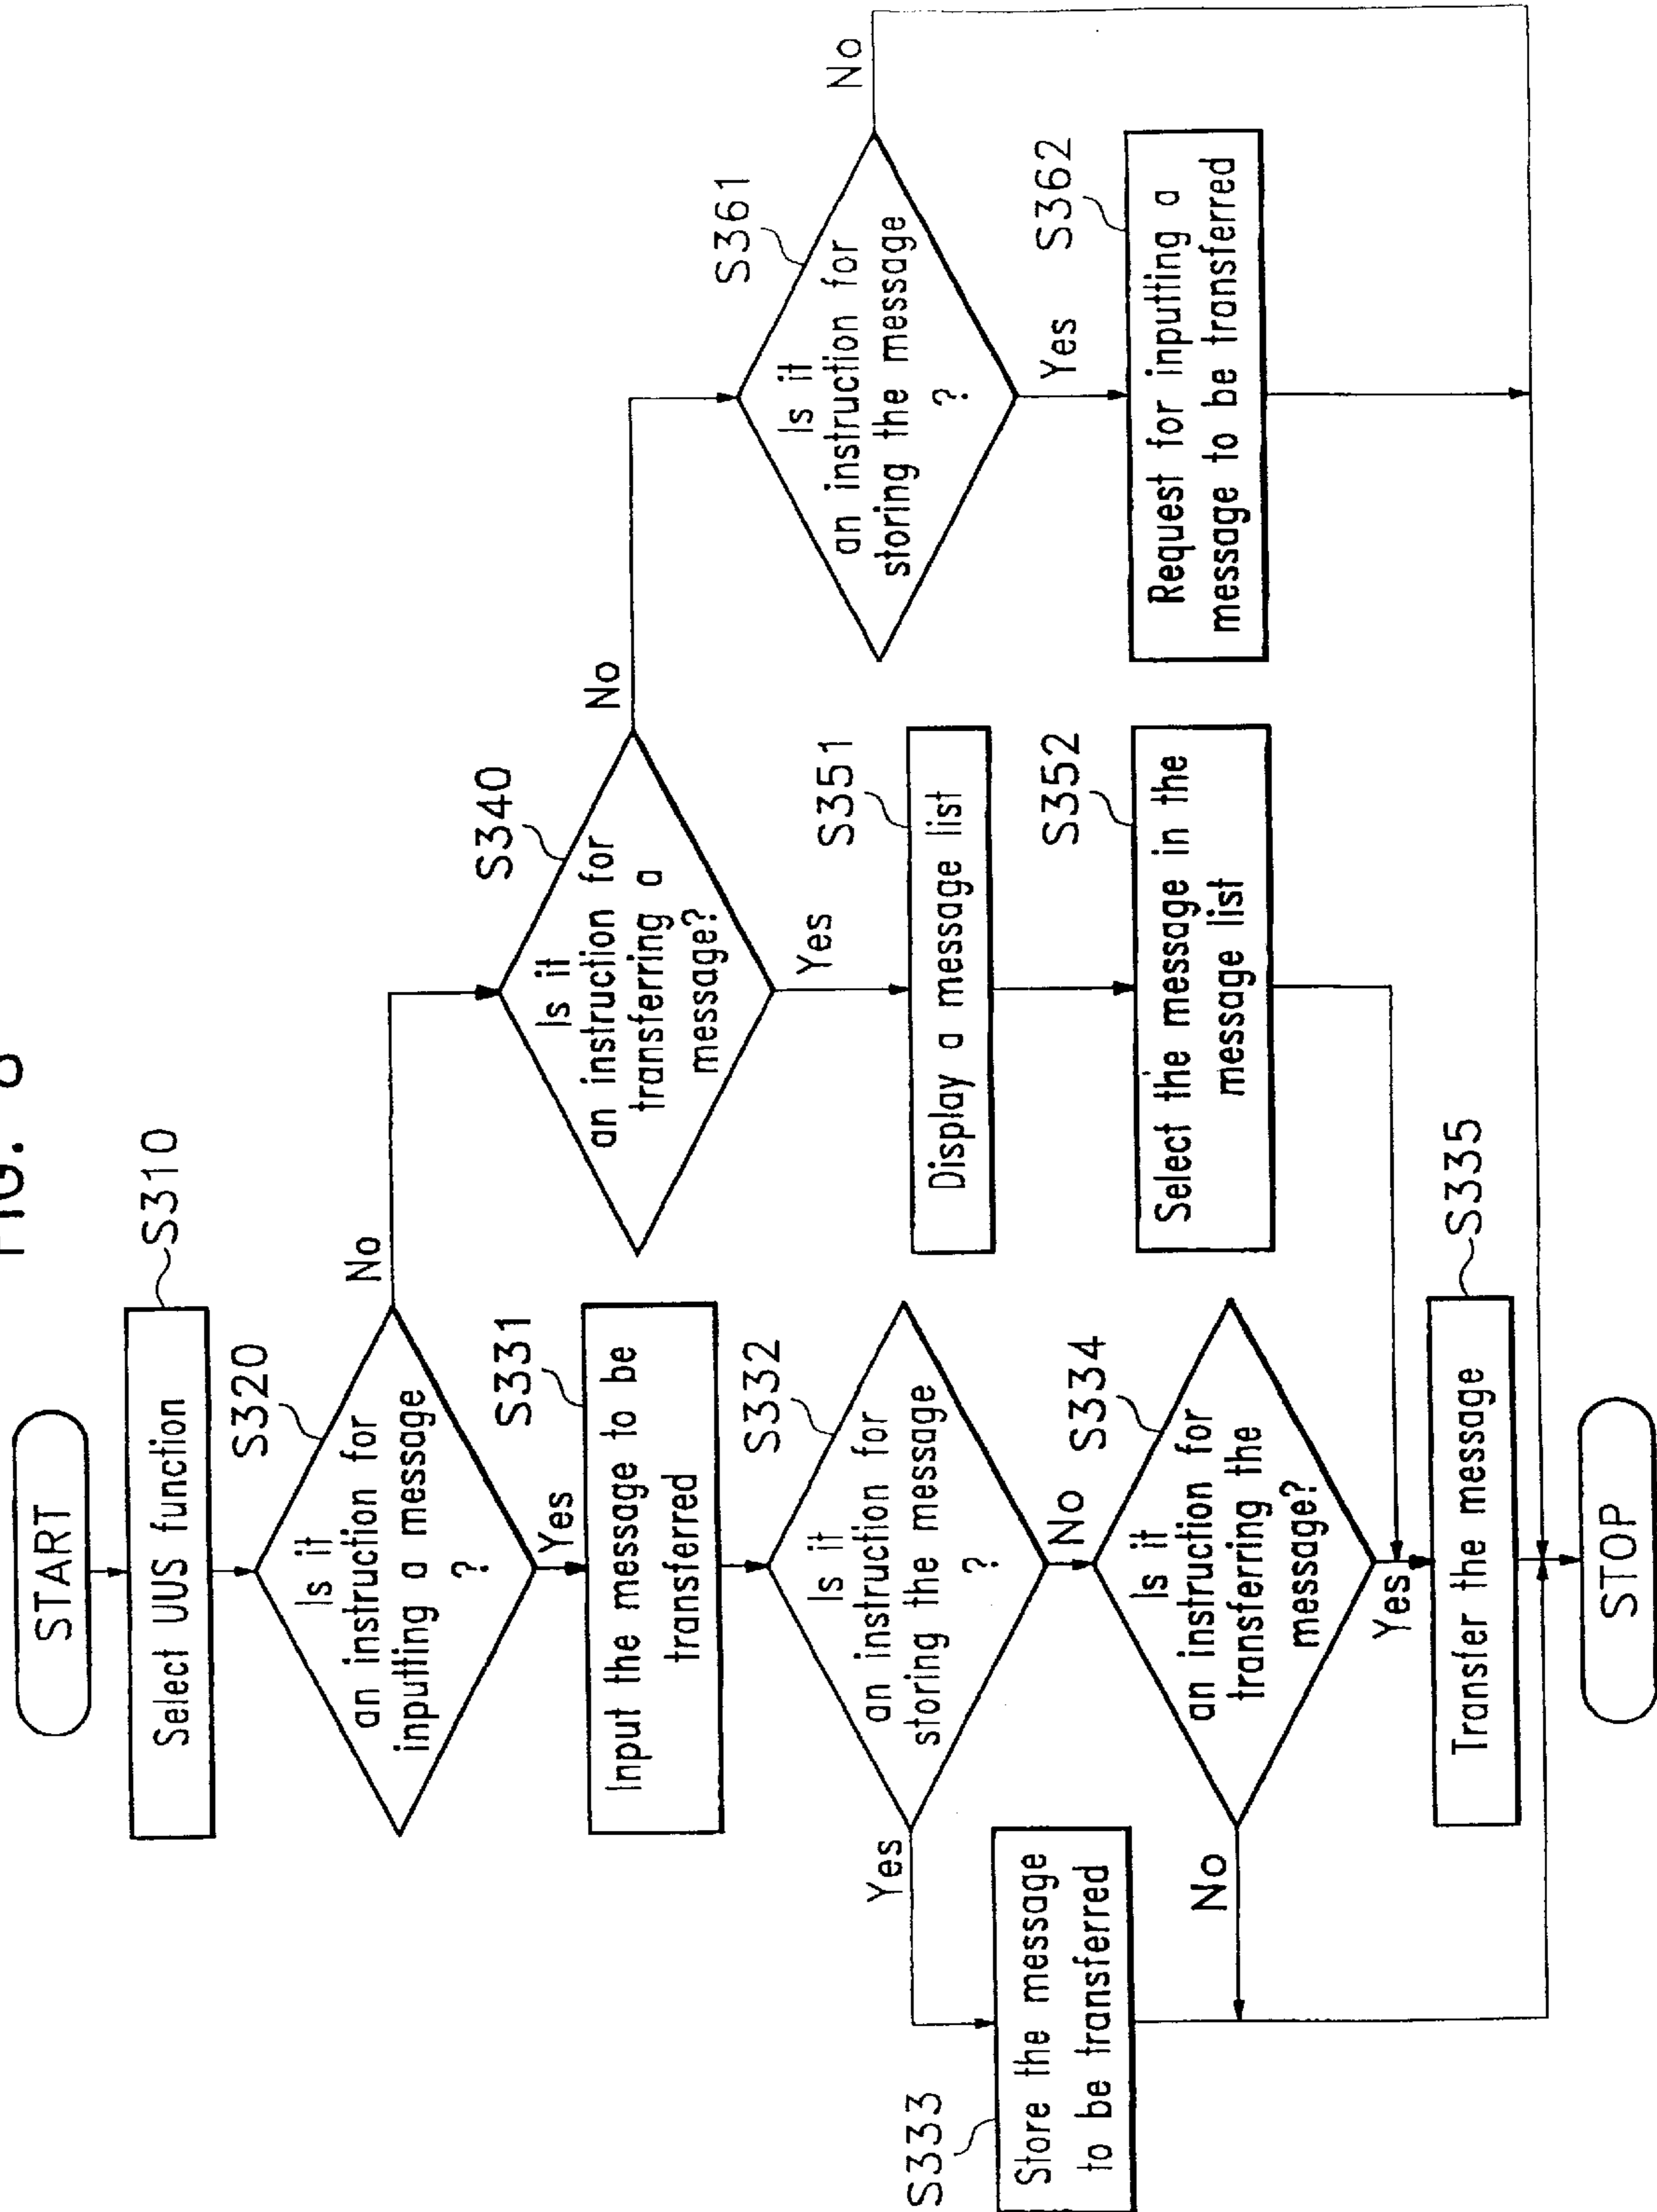 FIG. 8
START
Select UUS function
S310
Is it
an instruction for
inputting a message
?
S320
No
Yes
Input the message to be
transferred
S331
Is it
an instruction for
storing the message
?
S332
Yes
No
Store the message
to be transferred
S333
Is it
an instruction for
transferring the
message?
S334
No
Yes
Transfer the message
S335
STOP
Is it
an instruction for
transferring a
message?
S340
No
Yes
Display a message list
S351
Select the message in the
message list
S352
Is it
an instruction for
storing the message
?
S361
No
Yes
Request for inputting a
message to be transferred
S362